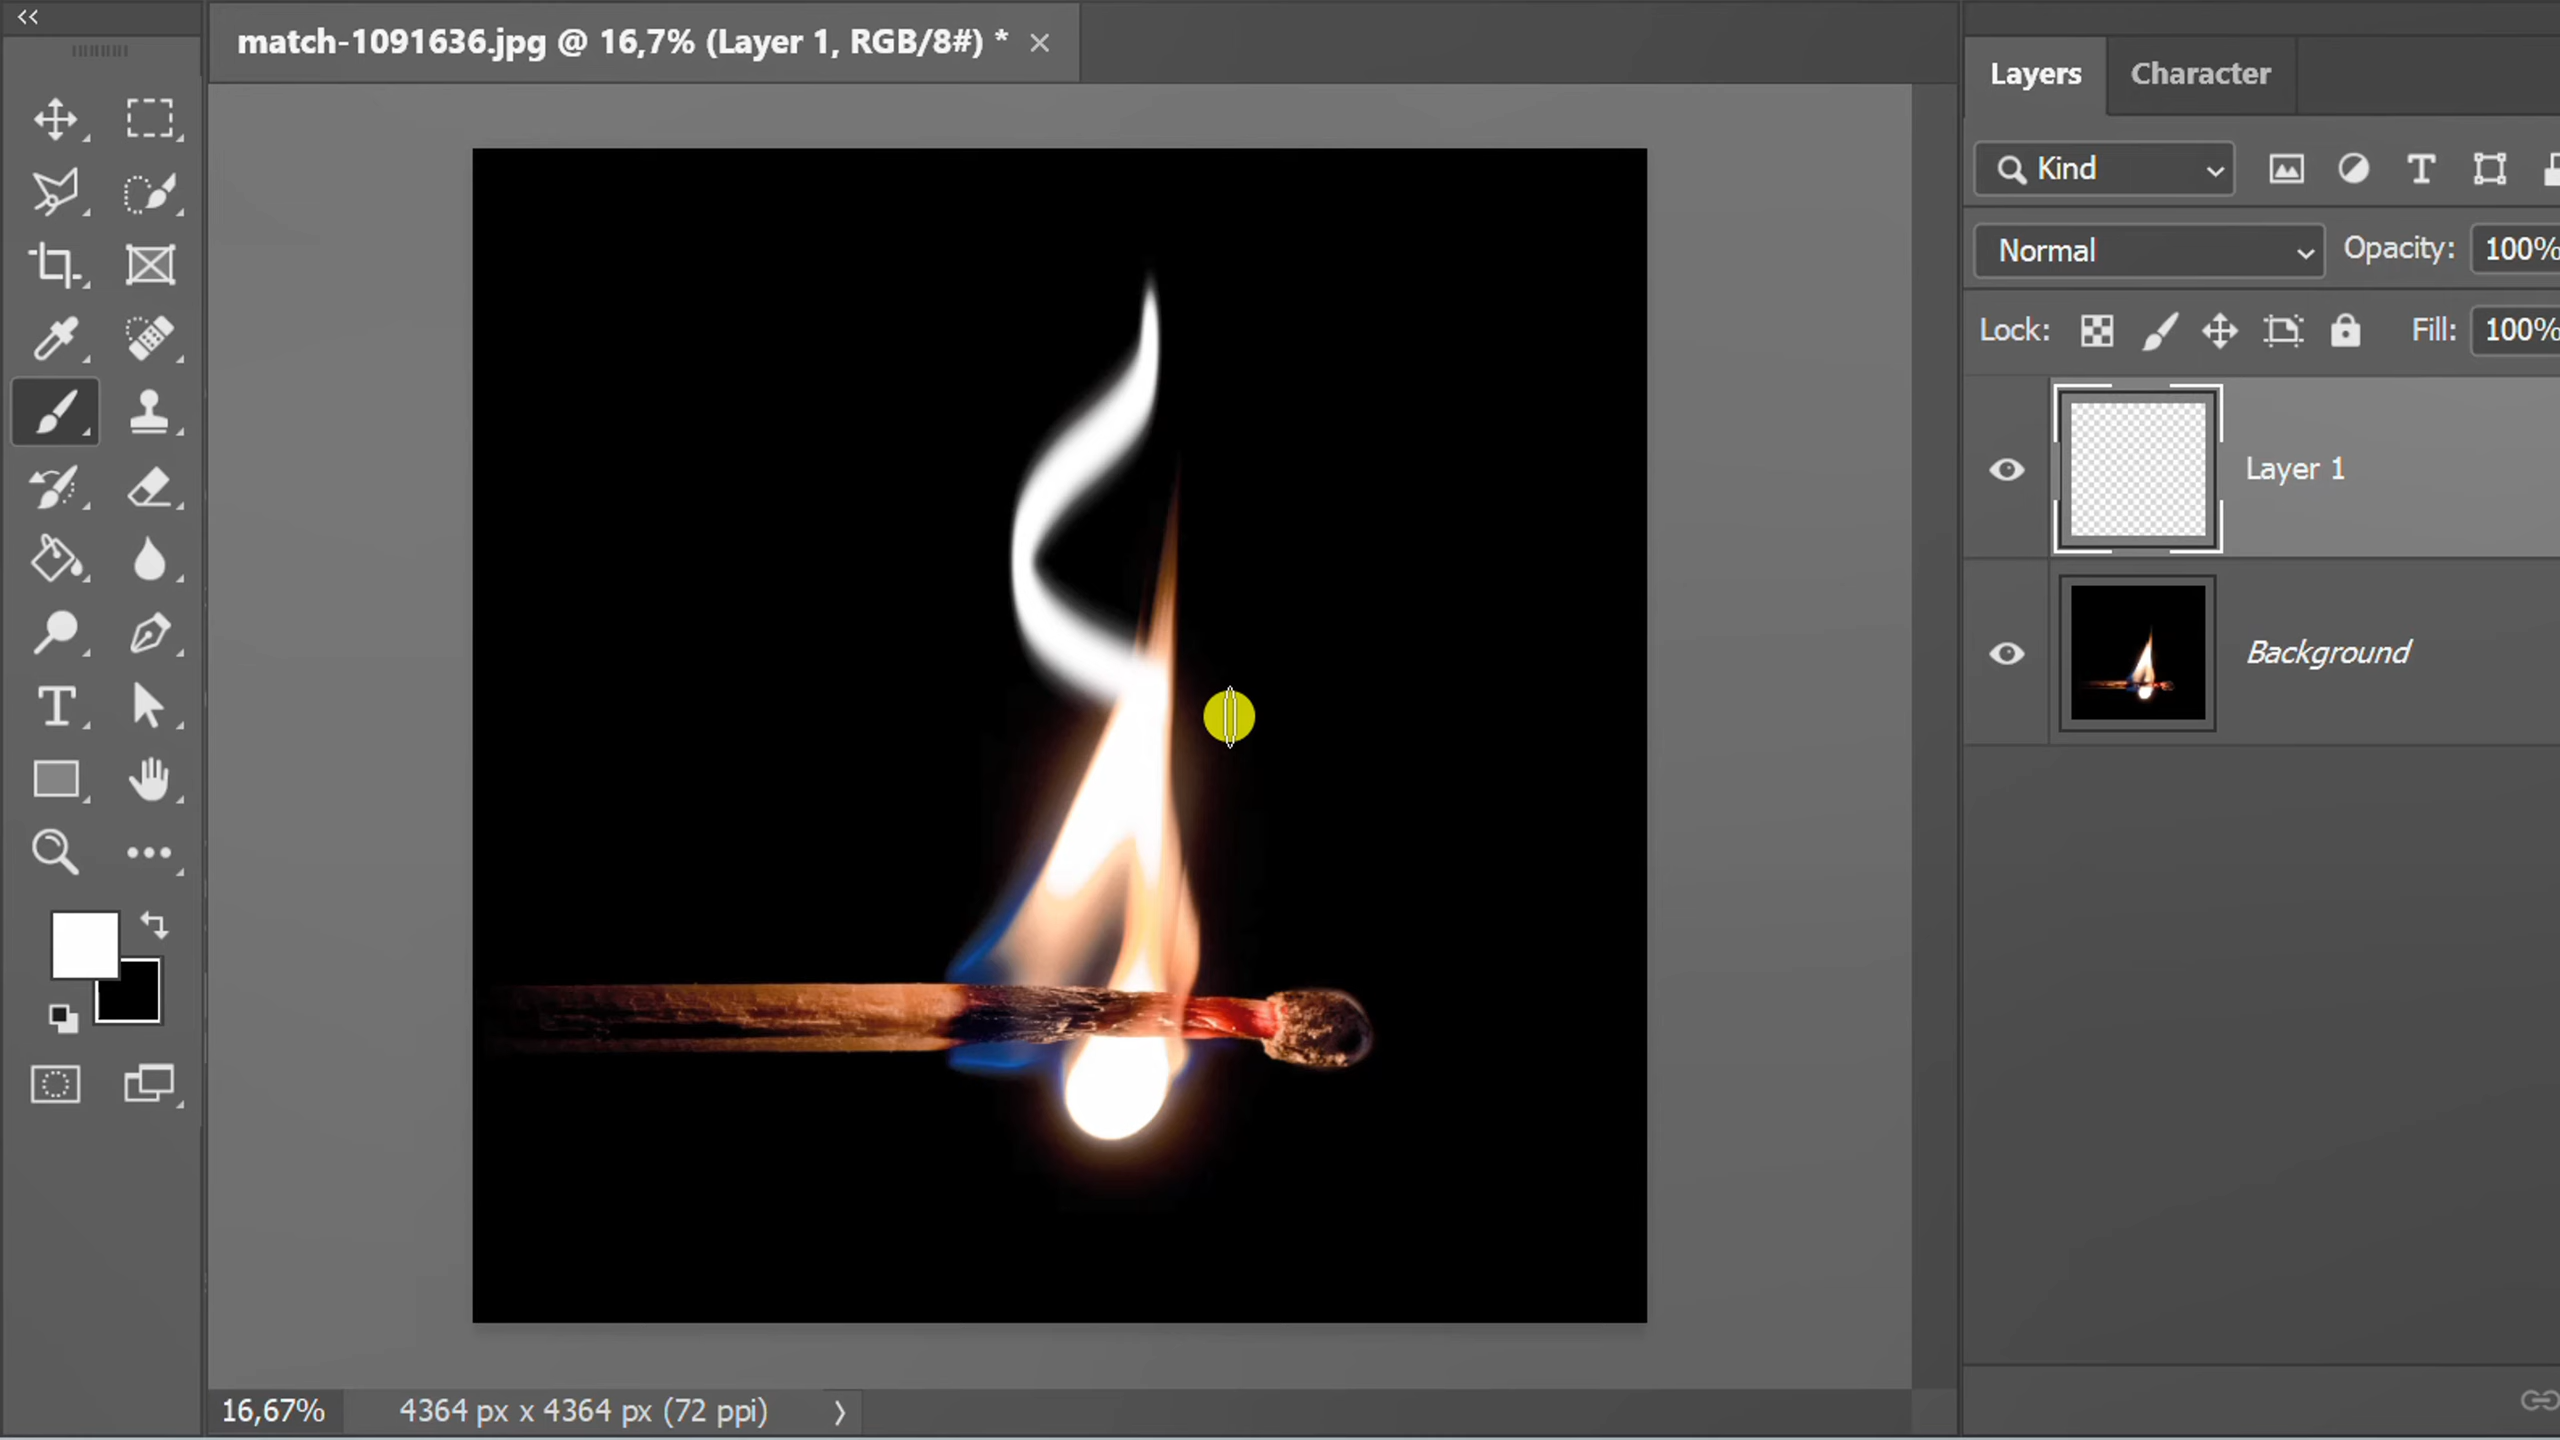 match-1091636.jpg @ 16,7% (Layer 1, RGB/8#) *
Layers
Character
Kind
Normal
Opacity:
100%
Lock:
Fill:
100%
Layer 1
Background
16,67%
4364 px x 4364 px (72 ppi)